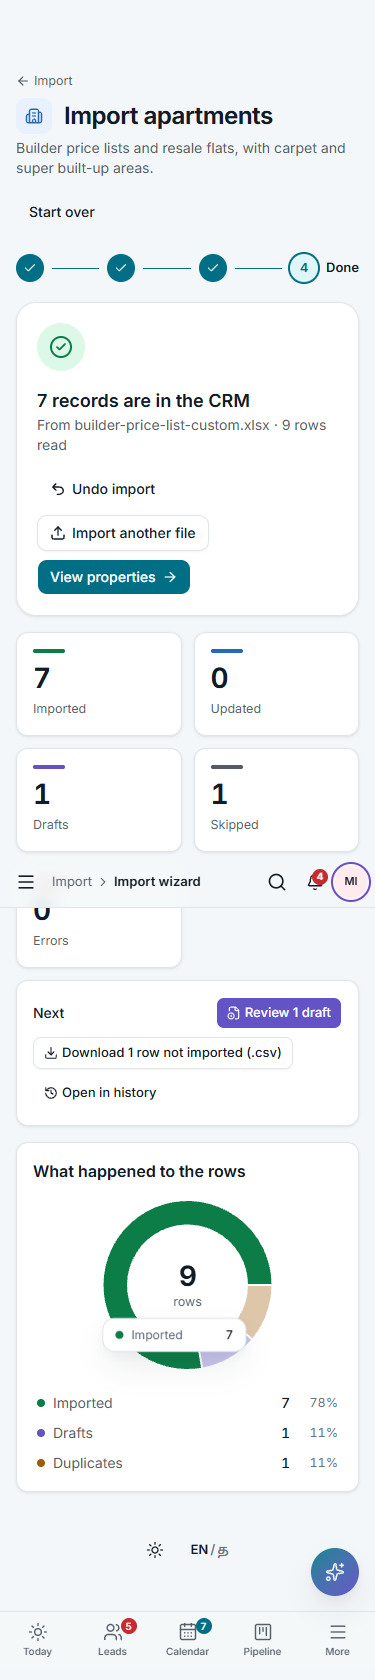 Import
Import apartments
Builder price lists and resale flats, with carpet and
super built-up areas.
Start over
4 Done
7 records are in the CRM
From builder-price-list-custom.xlsx · 9 rows
read
Undo import
Import another file
View properties
7
Imported
0
Updated
1
Drafts
1
Skipped
Import > Import wizard
4
MI
0
Errors
Next
Review 1 draft
Download 1 row not imported (.csv)
Open in history
What happened to the rows
9
rows
Imported 7
Imported 7 78%
Drafts 1 11%
Duplicates 1 11%
EN / த
5
7
Today
Leads
Calendar
Pipeline
More